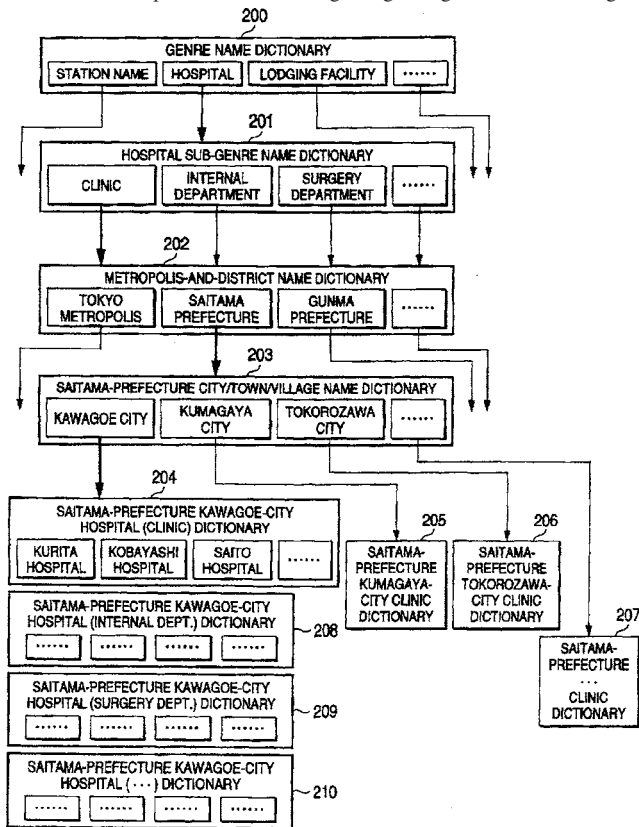 200
GENRE NAME DICTIONARY
STATION NAME HOSPITAL LODGING FACILITY ......
201
HOSPITAL SUB-GENRE NAME DICTIONARY
CLINIC INTERNAL DEPARTMENT SURGERY DEPARTMENT ......
202
METROPOLIS-AND-DISTRICT NAME DICTIONARY
TOKYO METROPOLIS SAITAMA PREFECTURE GUNMA PREFECTURE ......
203
SAITAMA-PREFECTURE CITY/TOWN/VILLAGE NAME DICTIONARY
KAWAGOE CITY KUMAGAYA CITY TOKOROZAWA CITY ......
204
SAITAMA-PREFECTURE KAWAGOE-CITY
HOSPITAL (CLINIC) DICTIONARY
KURITA HOSPITAL KOBAYASHI HOSPITAL SAITO HOSPITAL ......
205
SAITAMA-
PREFECTURE
KUMAGAYA-
CITY CLINIC
DICTIONARY
206
SAITAMA-
PREFECTURE
TOKOROZAWA-
CITY CLINIC
DICTIONARY
207
SAITAMA-
PREFECTURE
...
CLINIC
DICTIONARY
SAITAMA-PREFECTURE KAWAGOE-CITY
HOSPITAL (INTERNAL DEPT.) DICTIONARY
...... ...... ...... ......
208
SAITAMA-PREFECTURE KAWAGOE-CITY
HOSPITAL (SURGERY DEPT.) DICTIONARY
...... ...... ...... ......
209
SAITAMA-PREFECTURE KAWAGOE-CITY
HOSPITAL (...) DICTIONARY
...... ...... ...... ......
210